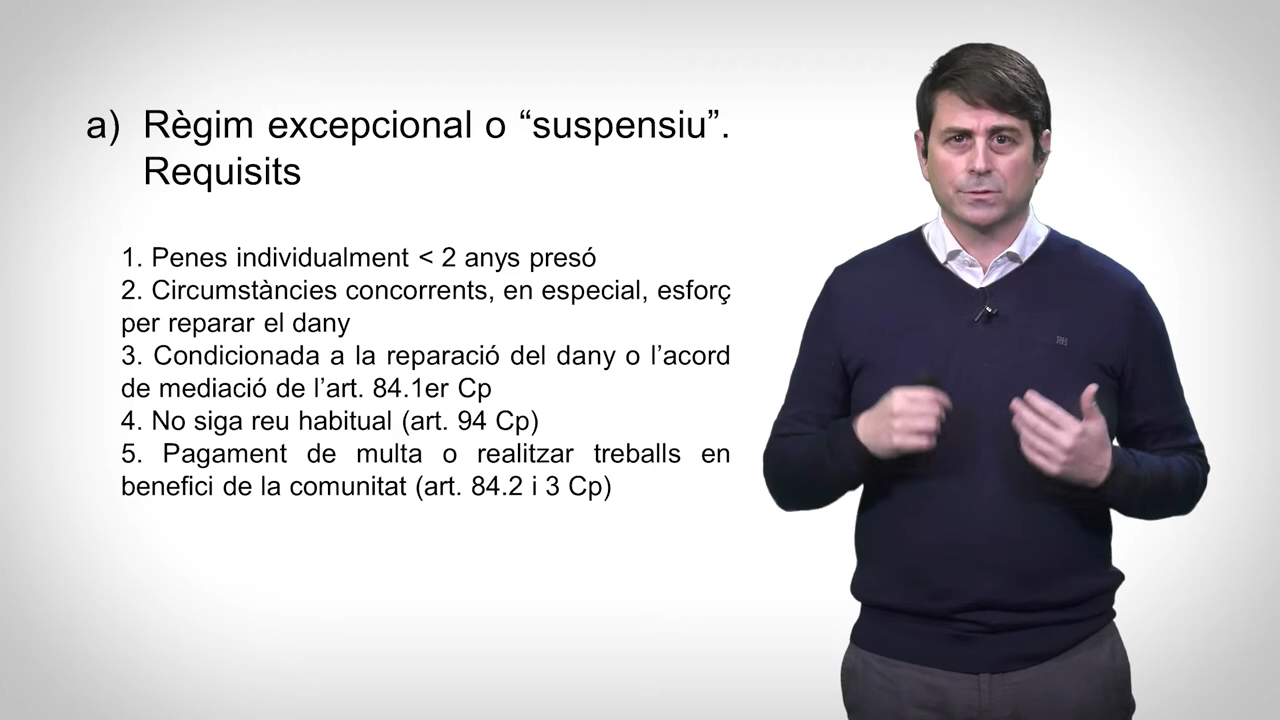 a) Règim excepcional o “suspensiu”.
Requisits
1. Penes individualment < 2 anys presó
2. Circumstàncies concorrents, en especial, esforç
per reparar el dany
3. Condicionada a la reparació del dany o l’acord
de mediació de l’art. 84.1er Cp
4. No siga reu habitual (art. 94 Cp)
5. Pagament de multa o realitzar treballs en
benefici de la comunitat (art. 84.2 i 3 Cp)